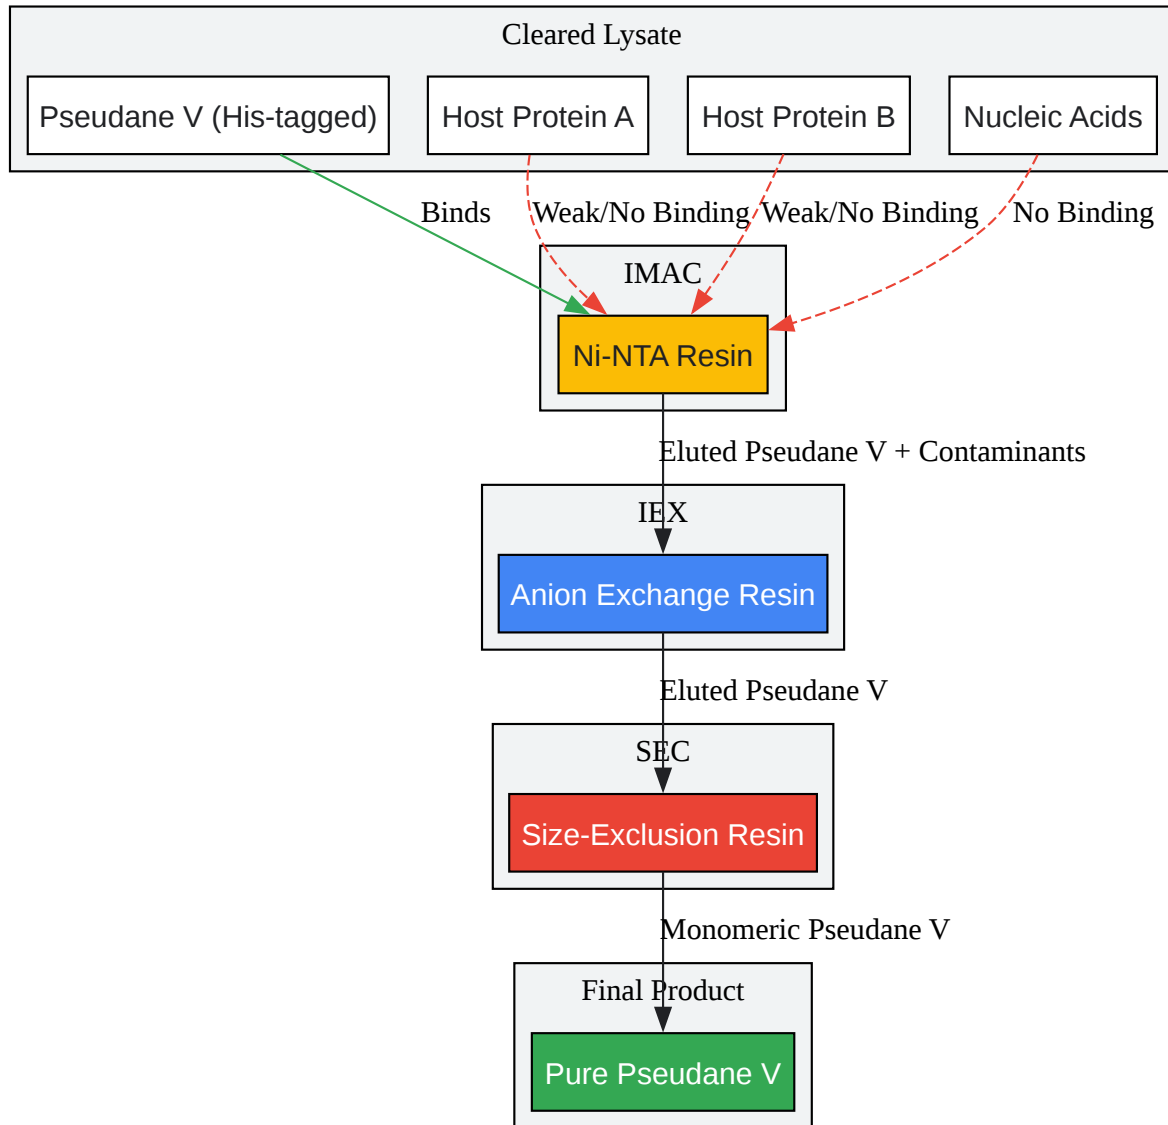 Cleared Lysate
Pseudane V (His-tagged)
Host Protein A
Host Protein B
Nucleic Acids
Binds
Weak/No Binding
Weak/No Binding
No Binding
IMAC
Ni-NTA Resin
Eluted Pseudane V + Contaminants
IEX
Anion Exchange Resin
Eluted Pseudane V
SEC
Size-Exclusion Resin
Monomeric Pseudane V
Final Product
Pure Pseudane V